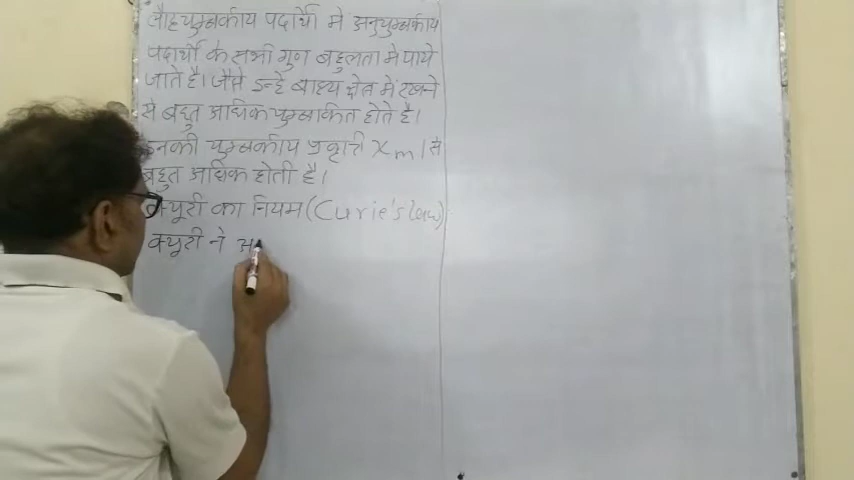 लौह चुम्बकीय पदार्थो मे अनुचुम्बकीय
पदार्थो के सभी गुण बहुलता मे पाये
जाते है। जैसे इन्हे बाह्य क्षेत्र मे रखने
से बहुत अधिक चुम्बकित होते है।
इनकी चुम्बकीय प्रवृत्ति Xm 1 से
बहुत अधिक होती है।
क्यूरी का नियम (Curie's law)
क्यूरी ने अ